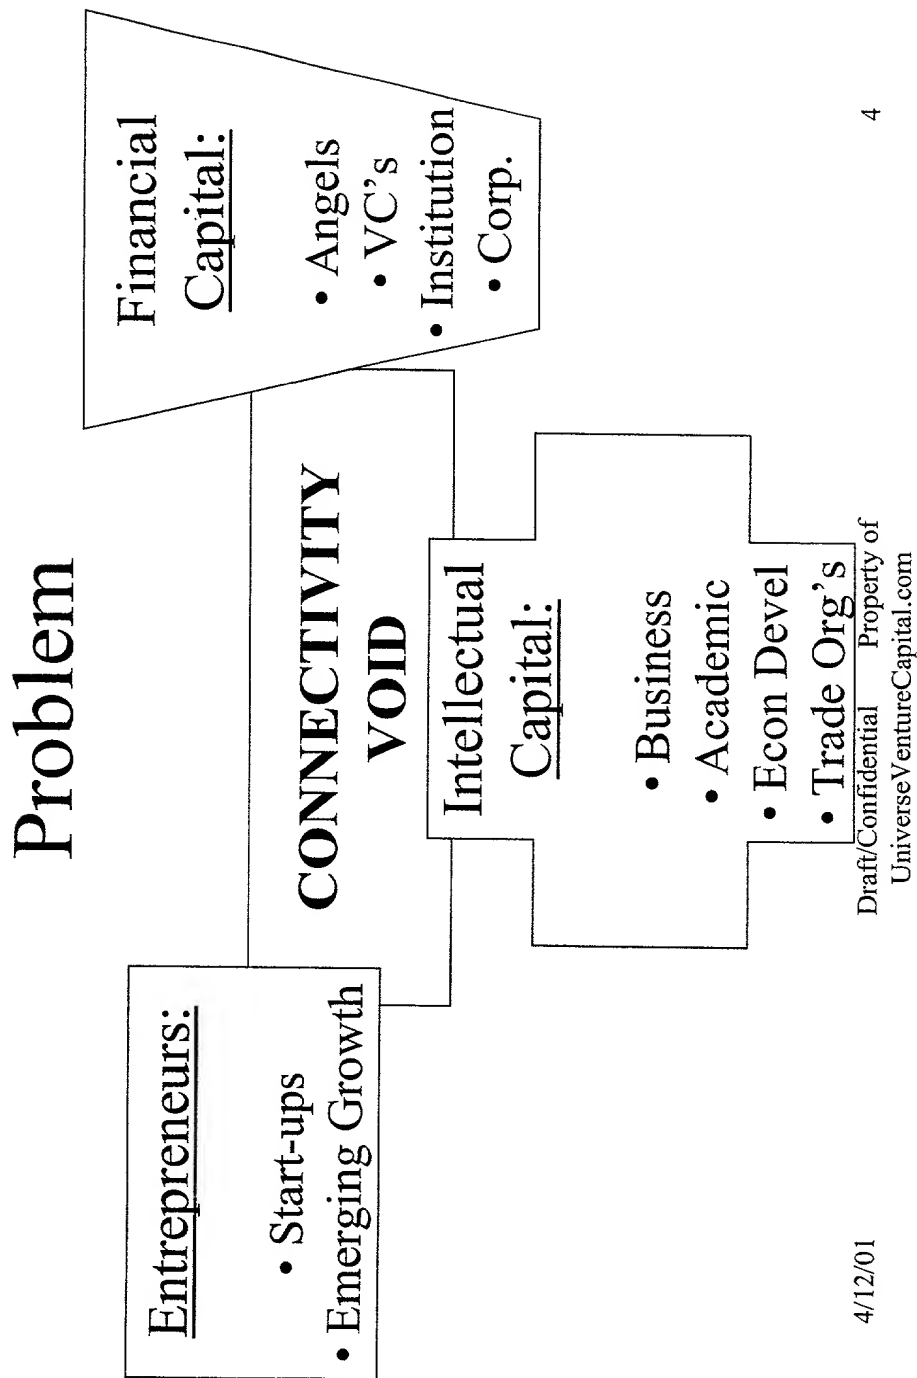 Problem
Entrepreneurs:
• Start-ups
• Emerging Growth
CONNECTIVITY
VOID
Financial
Capital:
• Angels
• VC's
• Institution
• Corp.
Intellectual
Capital:
• Business
• Academic
• Econ Devel
• Trade Org's
4/12/01
Draft/Confidential Property of
UniverseVentureCapital.com
4